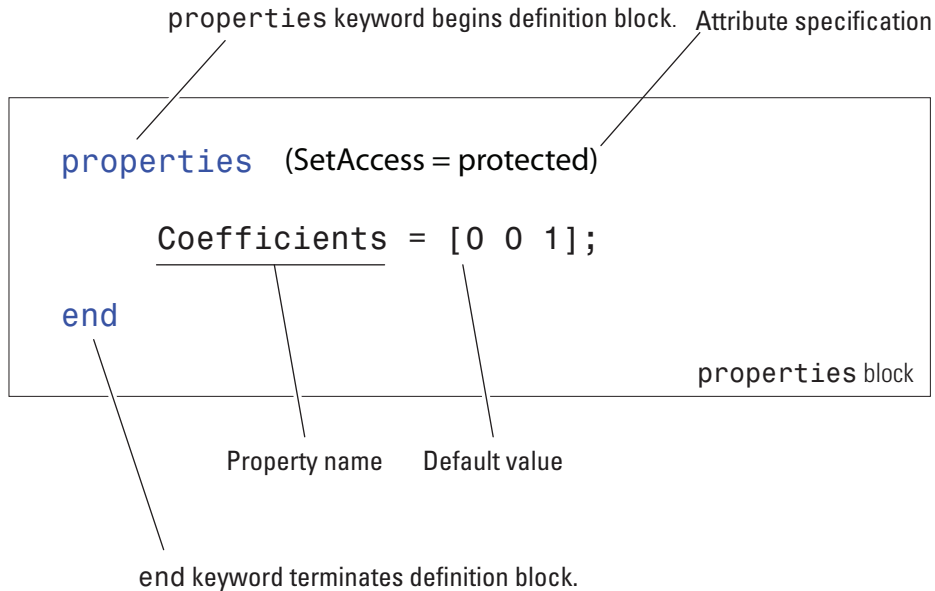 properties keyword begins definition block. Attribute specification
properties (SetAccess = protected)
Coefficients = [0 0 1];
end
properties block
Property name Default value
end keyword terminates definition block.